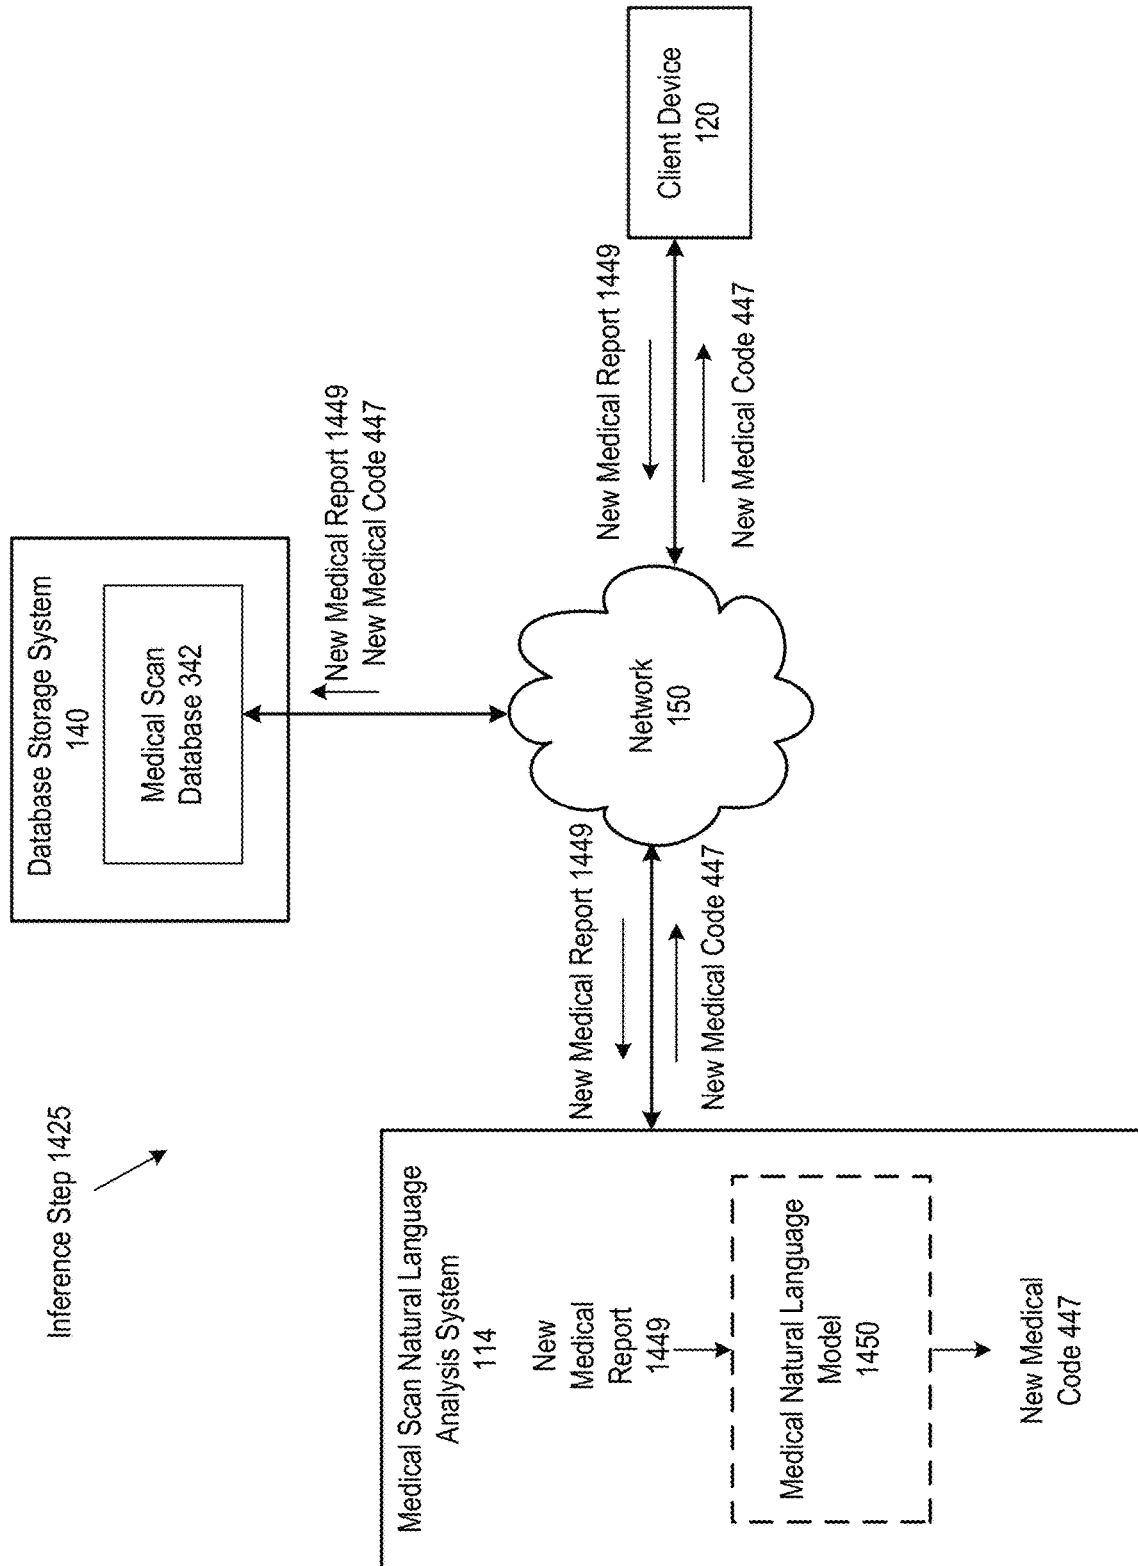 Inference Step 1425
Database Storage System
140
Medical Scan
Database 342
New Medical Report 1449
New Medical Code 447
Medical Scan Natural Language
Analysis System
114
New
Medical
Report
1449
Medical Natural Language
Model
1450
New Medical
Code 447
New Medical Report 1449
New Medical Code 447
Network
150
New Medical Report 1449
New Medical Code 447
Client Device
120